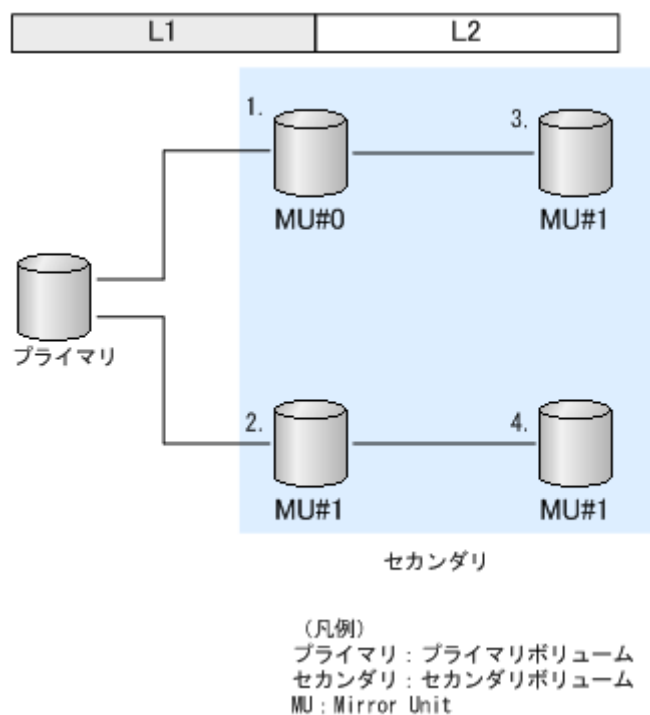 L1
L2
1.
MU#0
3.
MU#1
プライマリ
2.
MU#1
4.
MU#1
セカンダリ
（凡例）
プライマリ：プライマリボリューム
セカンダリ：セカンダリボリューム
MU：Mirror Unit